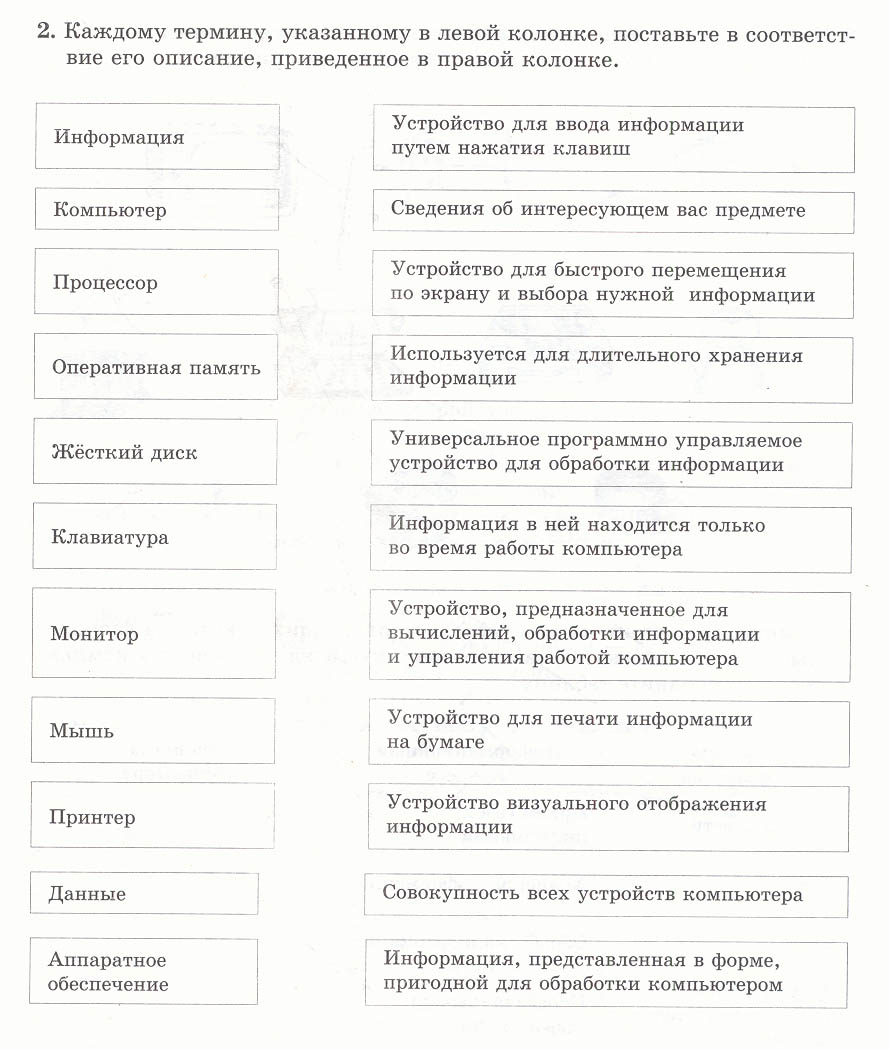 2. Каждому термину, указанному в левой колонке, поставьте в соответст-
вие его описание, приведенное в правой колонке.
Информация
Устройство для ввода информации
путем нажатия клавиш
Компьютер
Сведения об интересующем вас предмете
Процессор
Устройство для быстрого перемещения
по экрану и выбора нужной информации
Оперативная память
Используется для длительного хранения
информации
Жёсткий диск
Универсальное программно управляемое
устройство для обработки информации
Клавиатура
Информация в ней находится только
во время работы компьютера
Монитор
Устройство, предназначенное для
вычислений, обработки информации
и управления работой компьютера
Мышь
Устройство для печати информации
на бумаге
Принтер
Устройство визуального отображения
информации
Данные
Совокупность всех устройств компьютера
Аппаратное
обеспечение
Информация, представленная в форме,
пригодной для обработки компьютером